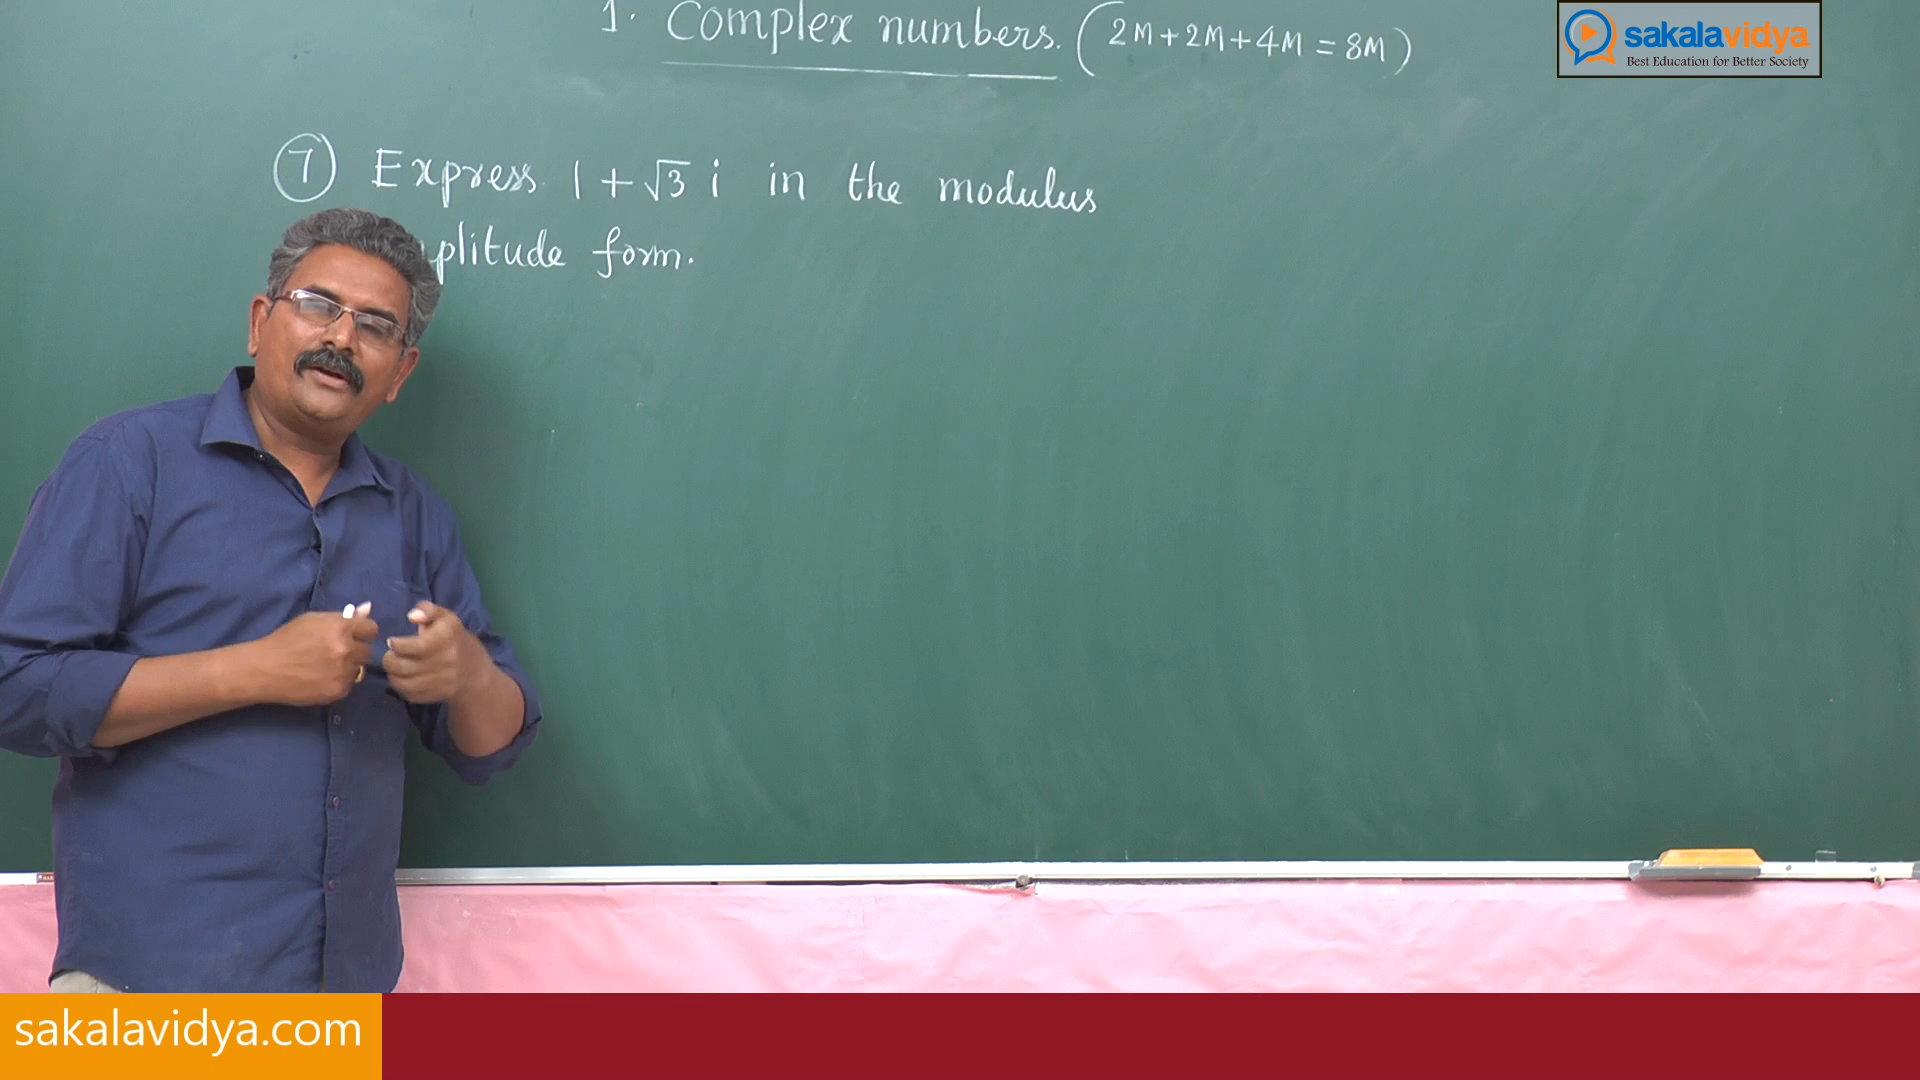 1. Complex numbers. (2M+2M+4M = 8M)
sakalavidya
Best Education for Better Society
7 Express 1+√3 i in the modulus
plitude form.
sakalavidya.com